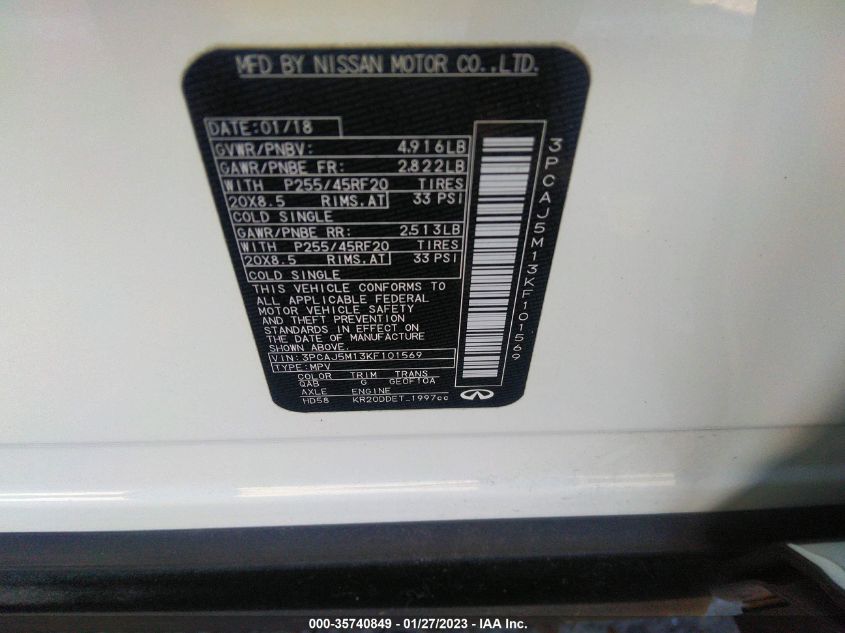 MFD BY NISSAN MOTOR CO.,LTD.
DATE:01/18
GVWR/PNBV: 4,916LB
GAWR/PNBE FR: 2,822LB
WITH P255/45RF20 TIRES
20X8.5 RIMS.AT 33 PSI
COLD SINGLE
GAWR/PNBE RR: 2,513LB
WITH P255/45RF20 TIRES
20X8.5 RIMS.AT 33 PSI
COLD SINGLE
THIS VEHICLE CONFORMS TO
ALL APPLICABLE FEDERAL
MOTOR VEHICLE SAFETY
AND THEFT PREVENTION
STANDARDS IN EFFECT ON
THE DATE OF MANUFACTURE
SHOWN ABOVE.
VIN: 3PCAJ5M13KF101569
TYPE:MPV
COLOR TRIM TRANS
QAB G GE0F10A
AXLE ENGINE
HD58 KR20DDET 1997cc
3PCAJ5M13KF101569
000-35740849 - 01/27/2023 - IAA Inc.